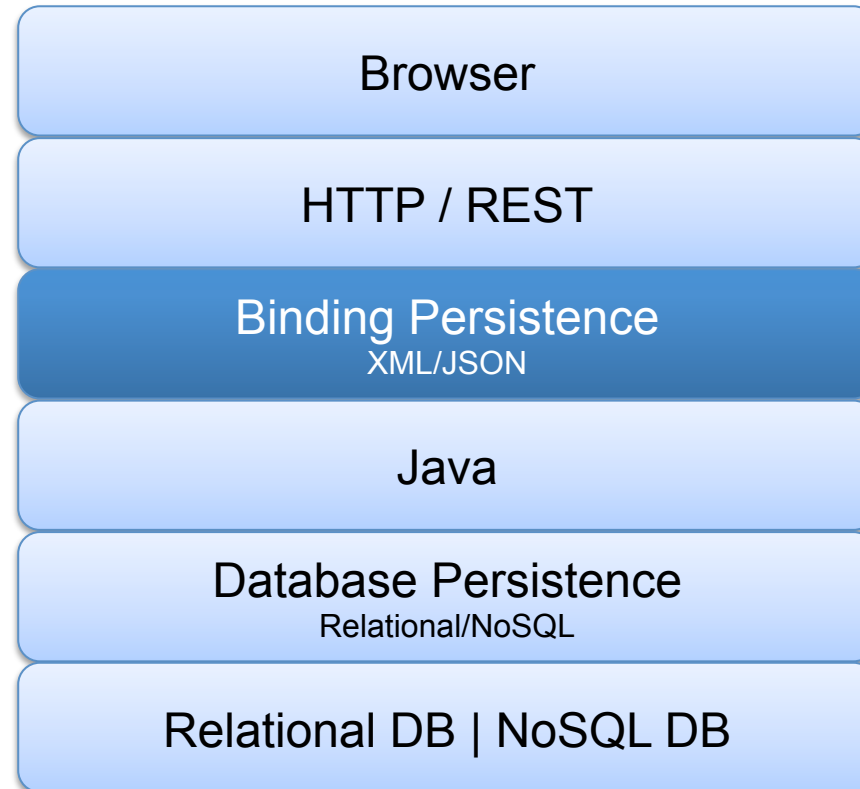 Browser
HTTP / REST
Binding Persistence
XML/JSON
Java
Database Persistence
Relational/NoSQL
Relational DB | NoSQL DB